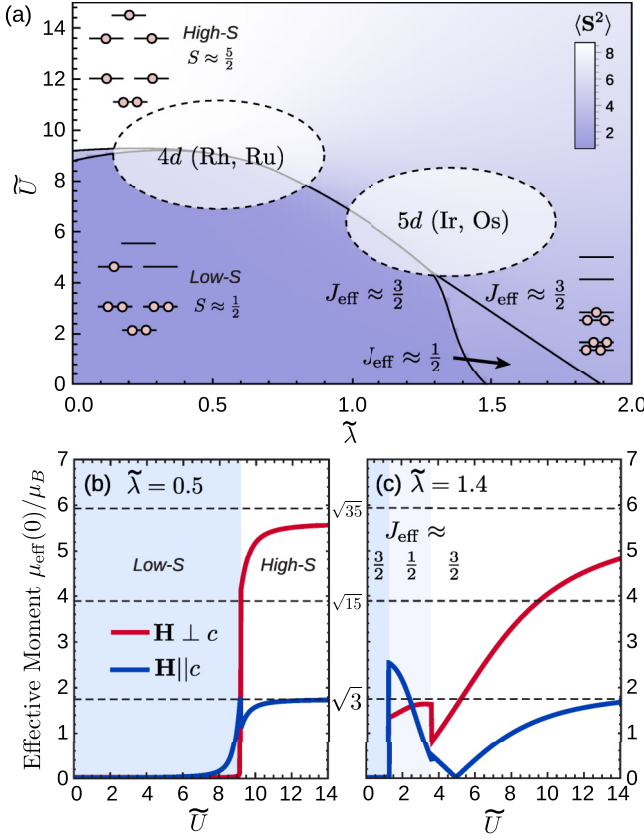 (a)
⟨S²⟩
High-S
S ≈ 5/2
4d (Rh, Ru)
5d (Ir, Os)
Low-S
S ≈ 1/2
J_eff ≈ 3/2
J_eff ≈ 3/2
J_eff ≈ 1/2
8
6
4
2
14
12
10
8
6
4
2
0
Ũ
0.0 0.5 1.0 1.5 2.0
λ̃
(b) λ̃ = 0.5
Low-S
High-S
H ⊥ c
H||c
Effective Moment μ_eff(0)/μ_B
7
6
5
4
3
2
1
0
0 2 4 6 8 10 12 14
Ũ
√35
√15
√3
(c) λ̃ = 1.4
J_eff ≈
3/2 1/2 3/2
7
6
5
4
3
2
1
0
0 2 4 6 8 10 12 14
Ũ